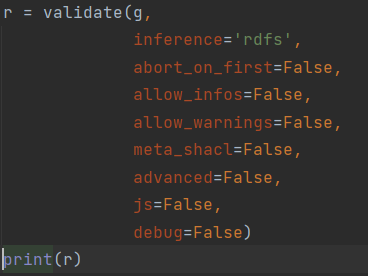 r = validate(g,
inference='rdfs',
abort_on_first=False,
allow_infos=False,
allow_warnings=False,
meta_shacl=False,
advanced=False,
js=False,
debug=False)
print(r)